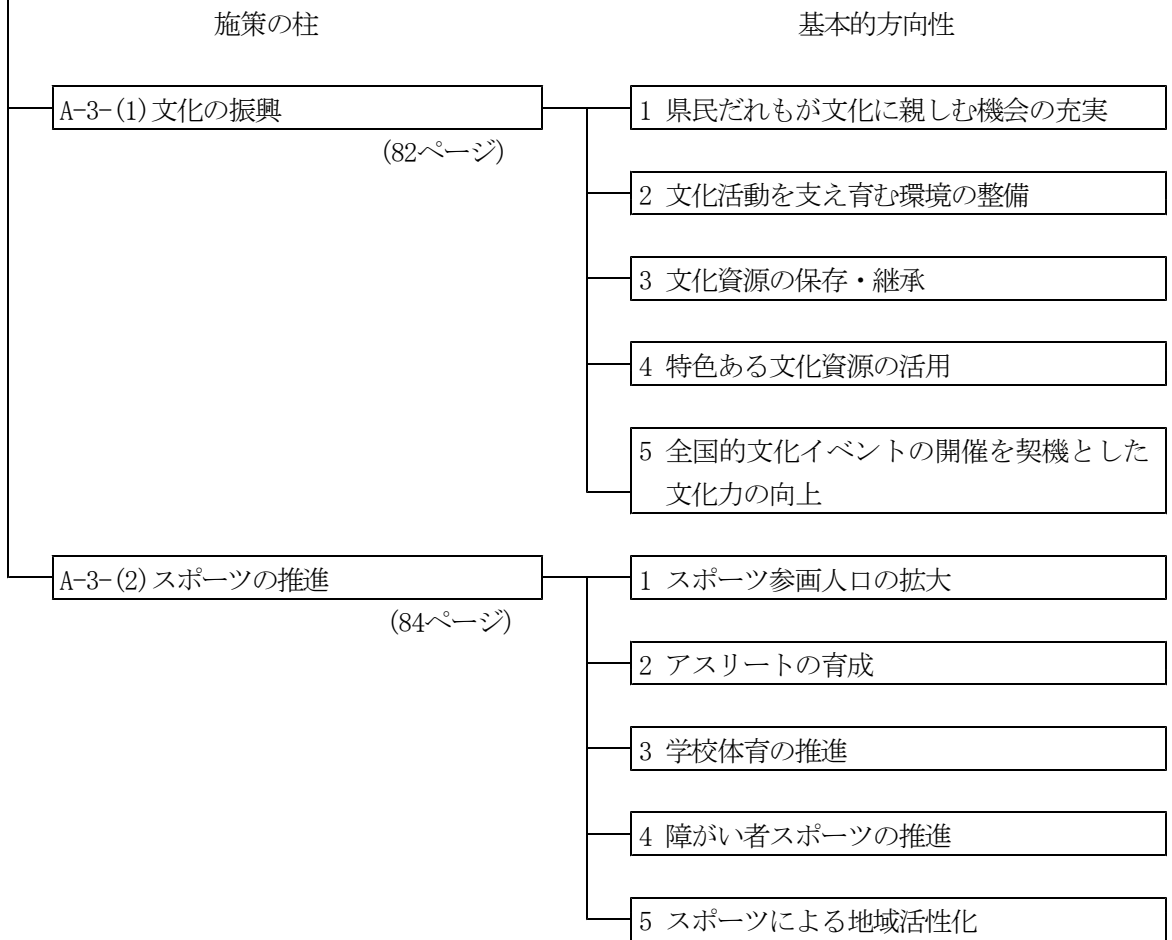 施策の柱
基本的方向性
A-3-(1)文化の振興
(82ページ)
1 県民だれもが文化に親しむ機会の充実
2 文化活動を支え育む環境の整備
3 文化資源の保存・継承
4 特色ある文化資源の活用
5 全国的文化イベントの開催を契機とした
文化力の向上
A-3-(2)スポーツの推進
(84ページ)
1 スポーツ参画人口の拡大
2 アスリートの育成
3 学校体育の推進
4 障がい者スポーツの推進
5 スポーツによる地域活性化